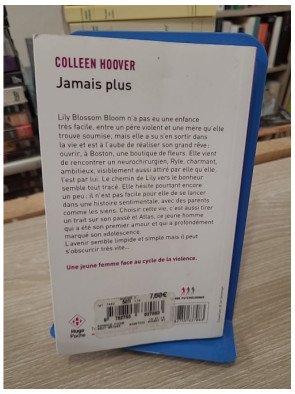 COLLEEN HOOVER
Jamais plus
Lily Blossom Bloom n'a pas eu une enfance
très facile, entre un père violent et une mère qu'elle
trouve soumise, mais elle a su s'en sortir dans
la vie et est à l'aube de réaliser son grand rêve :
ouvrir, à Boston, une boutique de fleurs. Elle vient
de rencontrer un neurochirurgien, Ryle, charmant,
ambitieux, visiblement aussi attiré par elle qu'elle
l'est par lui. Le chemin de Lily vers le bonheur
semble tout tracé. Elle hésite pourtant encore
un peu : il n'est pas facile pour elle de se lancer
dans une histoire sentimentale, avec des parents
comme les siens. Choisir cette vie, c'est aussi tirer
un trait sur son passé et Atlas, ce jeune homme
qui a été son premier amour et qui a profondément
marqué son adolescence.
L'avenir semble limpide et simple mais il peut
s'obscurcir très vite...
Une jeune femme face au cycle de la violence.
7,60€
Hugo
Poche